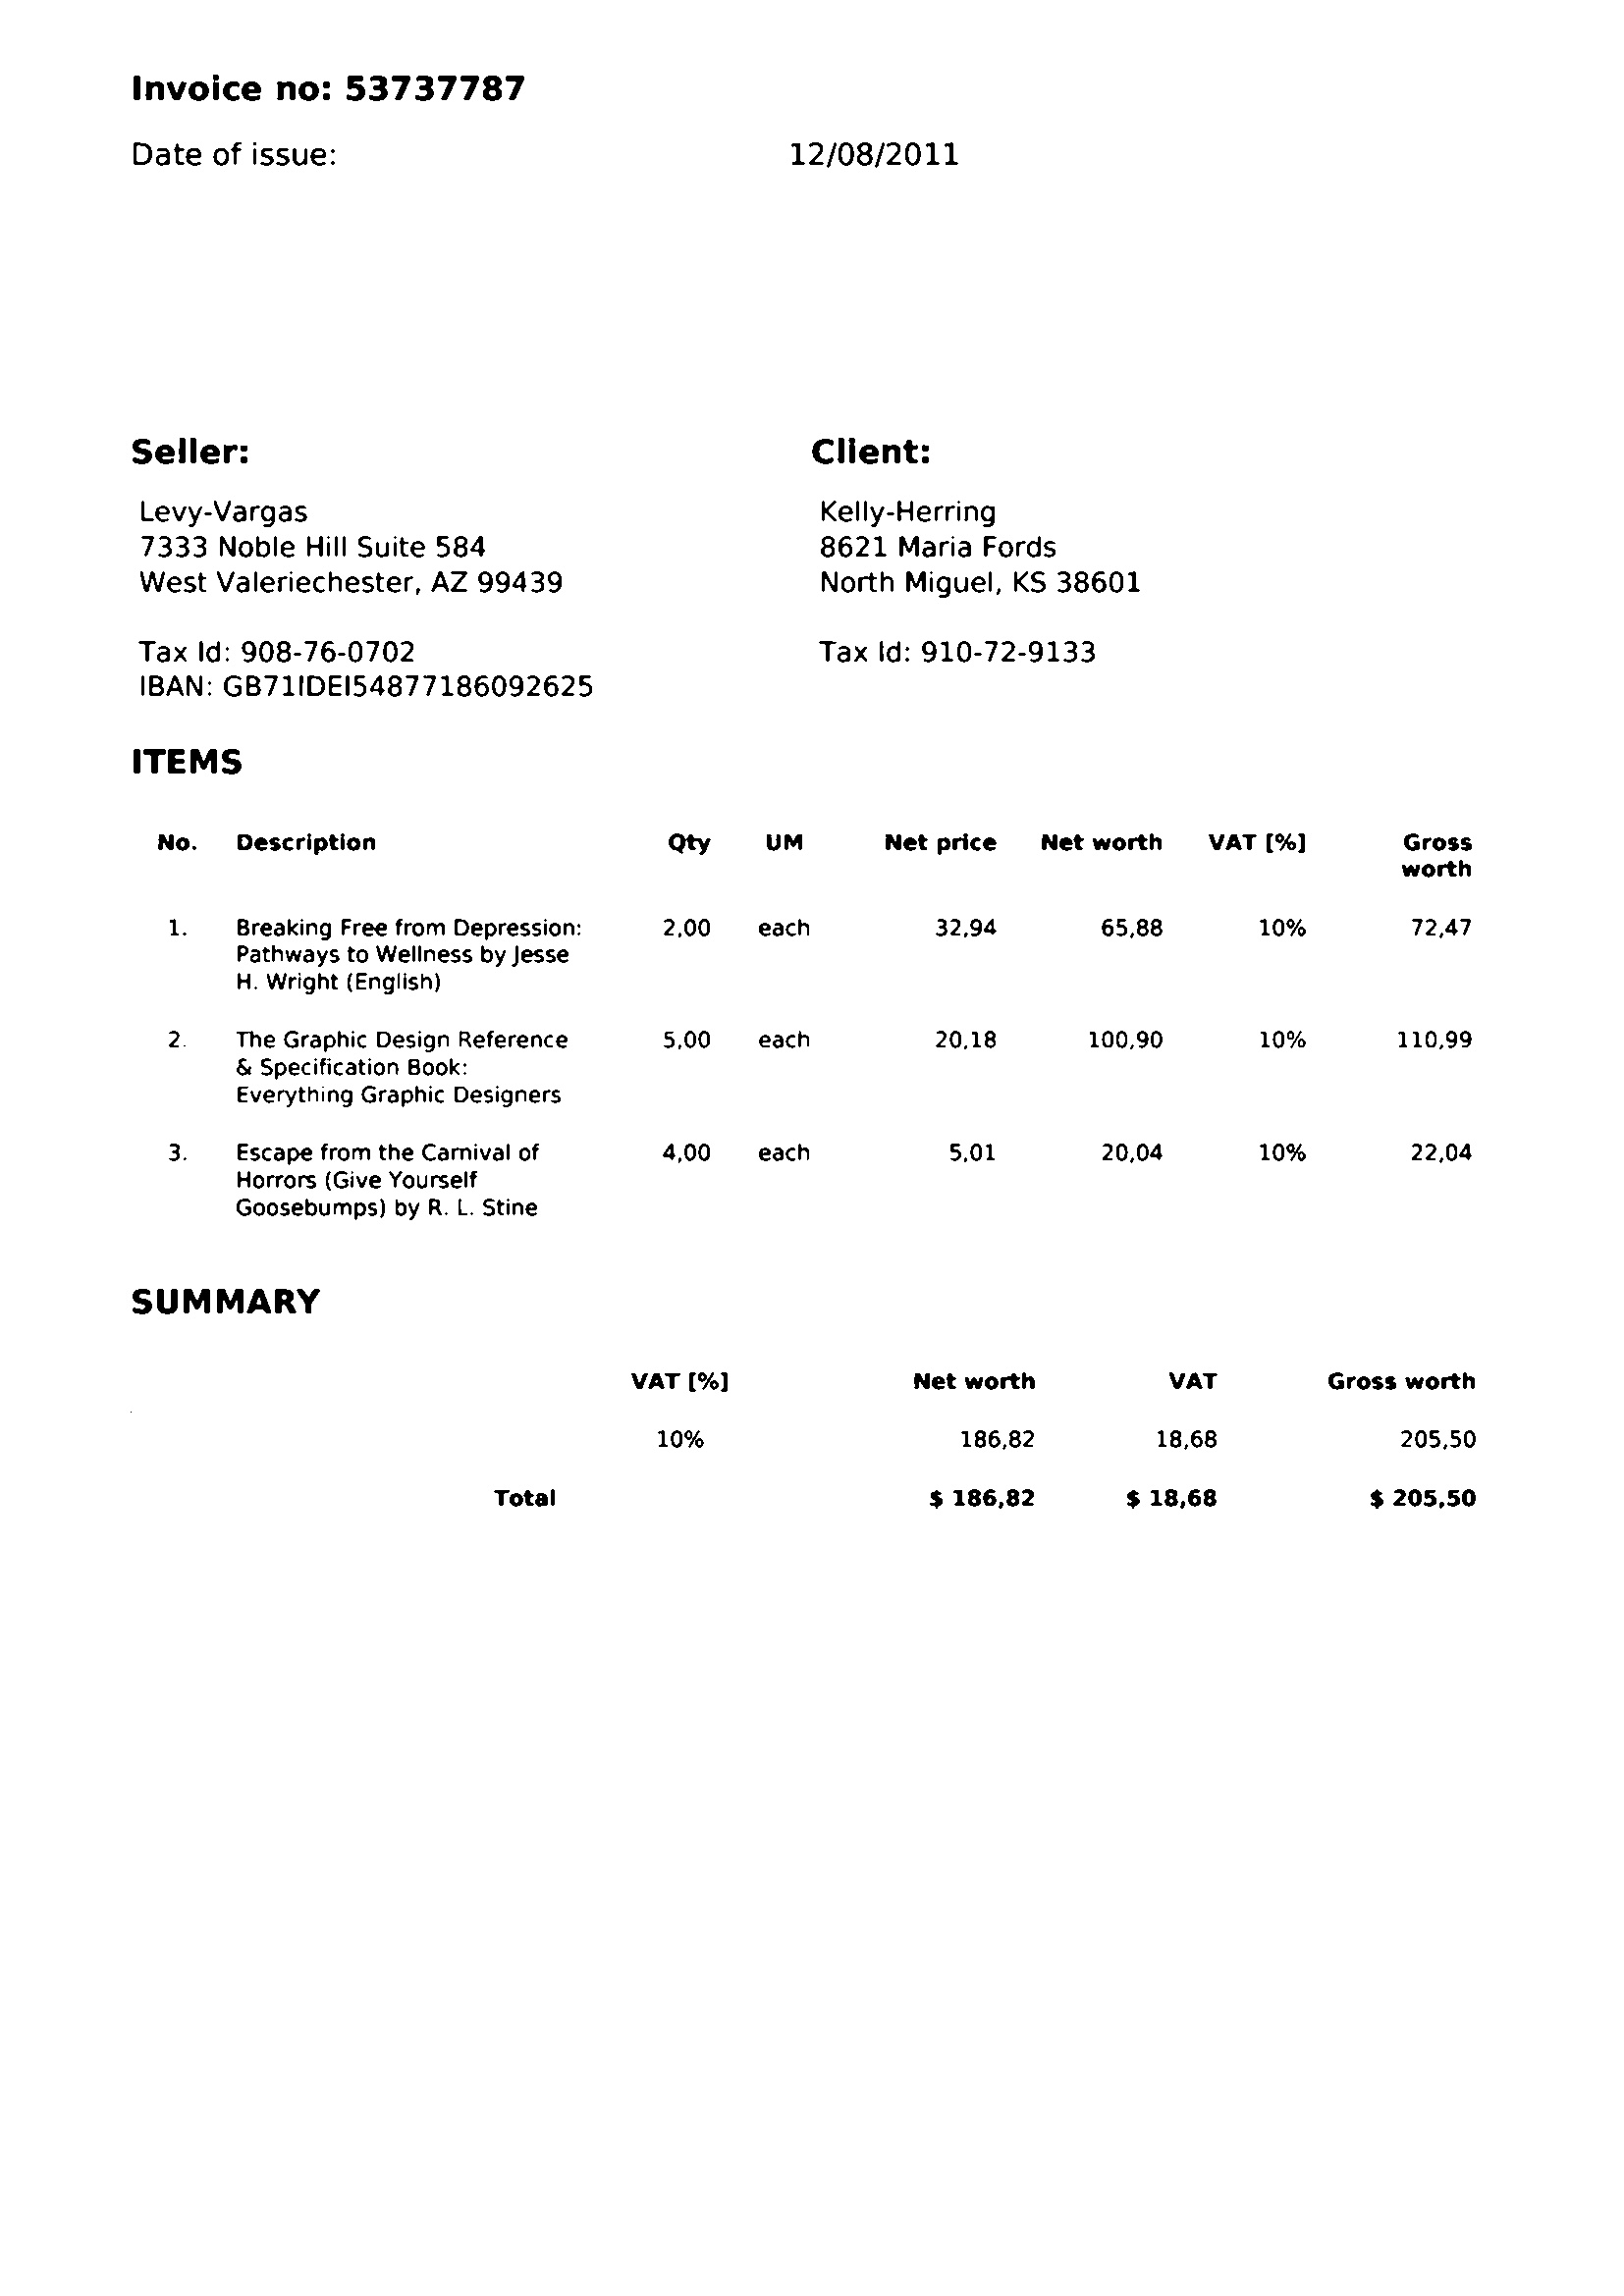 Invoice no: 53737787
Date of issue: 12/08/2011
Seller:
Levy-Vargas
7333 Noble Hill Suite 584
West Valeriechester, AZ 99439
Tax Id: 908-76-0702
IBAN: GB71IDEI54877186092625
Client:
Kelly-Herring
8621 Maria Fords
North Miguel, KS 38601
Tax Id: 910-72-9133
ITEMS
No. Description Qty UM Net price Net worth VAT [%] Gross
worth
1. Breaking Free from Depression: 2,00 each 32,94 65,88 10% 72,47
Pathways to Wellness by Jesse
H. Wright (English)
2. The Graphic Design Reference 5,00 each 20,18 100,90 10% 110,99
& Specification Book:
Everything Graphic Designers
3. Escape from the Carnival of 4,00 each 5,01 20,04 10% 22,04
Horrors (Give Yourself
Goosebumps) by R. L. Stine
SUMMARY
VAT [%] Net worth VAT Gross worth
10% 186,82 18,68 205,50
Total $ 186,82 $ 18,68 $ 205,50